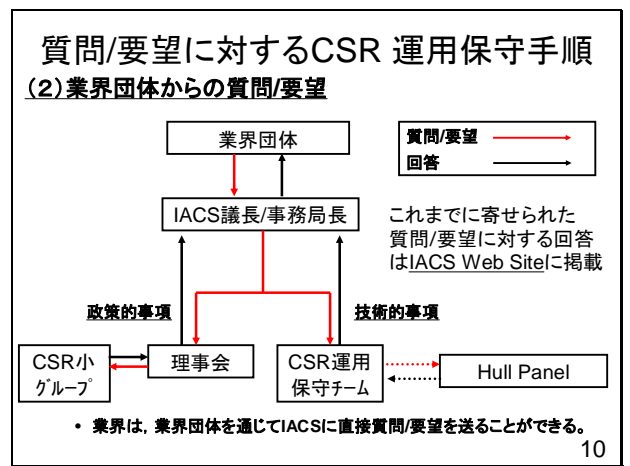 質問/要望に対するCSR 運用保守手順
(2)業界団体からの質問/要望
業界団体
質問/要望
回答
IACS議長/事務局長
これまでに寄せられた
質問/要望に対する回答
はIACS Web Siteに掲載
政策的事項
技術的事項
CSR小
グループ
理事会
CSR運用
保守チーム
Hull Panel
• 業界は，業界団体を通じてIACSに直接質問/要望を送ることができる。
10